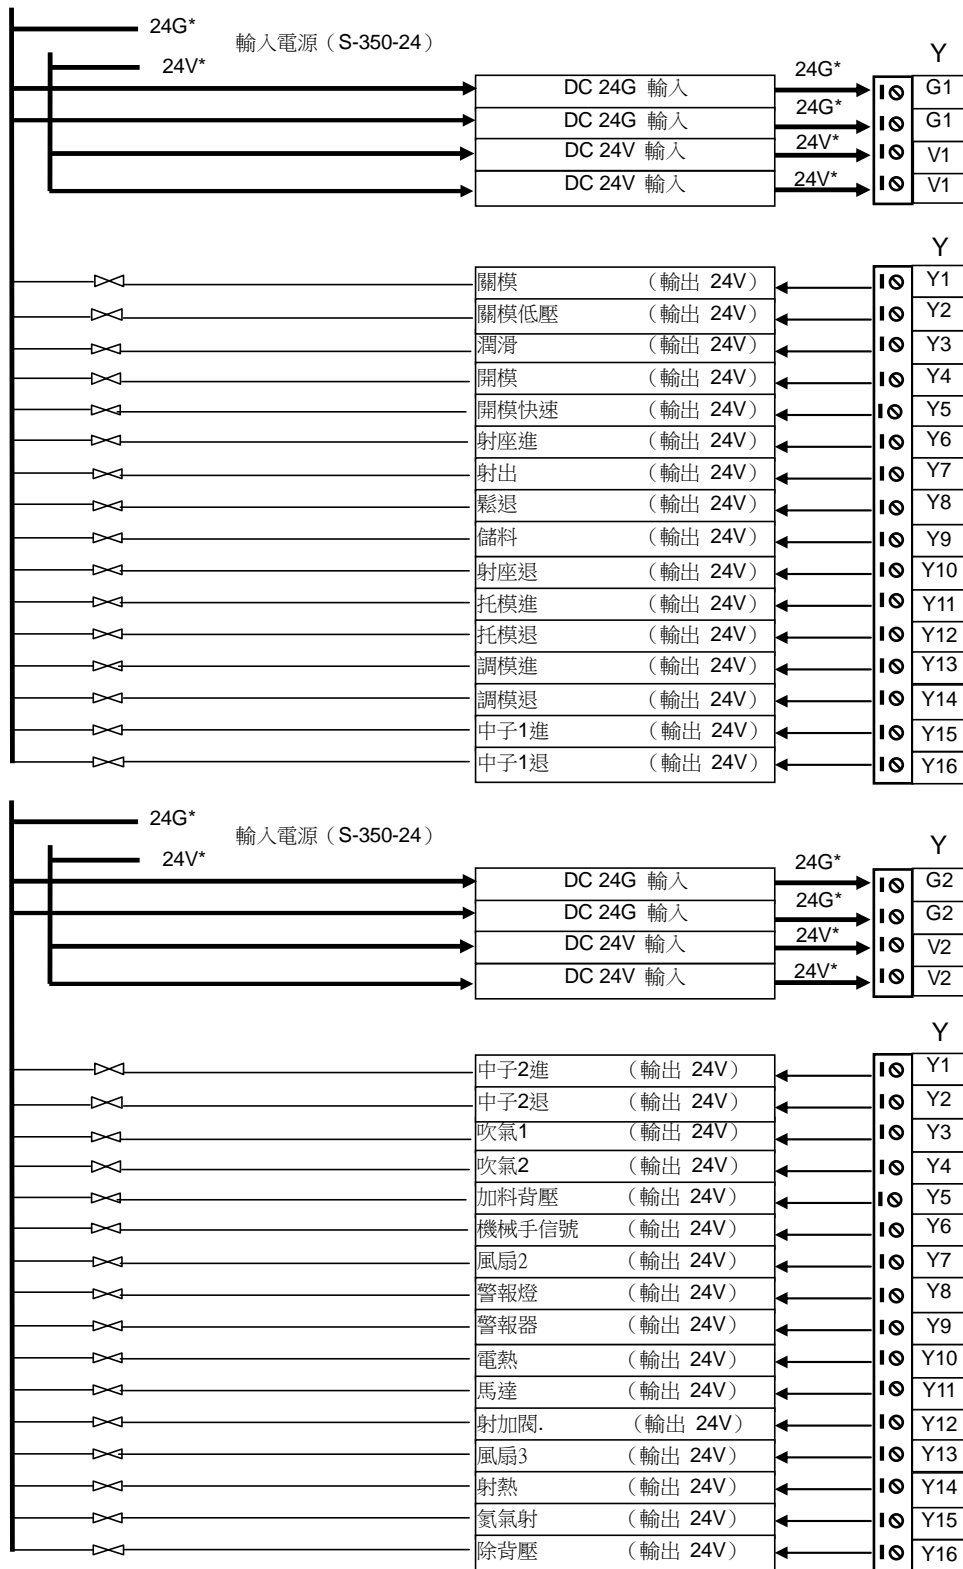 24G*
輸入電源（S-350-24）
24V*
Y
DC 24G 輸入 24G* G1
DC 24G 輸入 24G* G1
DC 24V 輸入 24V* V1
DC 24V 輸入 24V* V1
Y
關模 （輸出 24V） Y1
關模低壓 （輸出 24V） Y2
潤滑 （輸出 24V） Y3
開模 （輸出 24V） Y4
開模快速 （輸出 24V） Y5
射座進 （輸出 24V） Y6
射出 （輸出 24V） Y7
鬆退 （輸出 24V） Y8
儲料 （輸出 24V） Y9
射座退 （輸出 24V） Y10
托模進 （輸出 24V） Y11
托模退 （輸出 24V） Y12
調模進 （輸出 24V） Y13
調模退 （輸出 24V） Y14
中子1進 （輸出 24V） Y15
中子1退 （輸出 24V） Y16
24G*
輸入電源（S-350-24）
24V*
Y
DC 24G 輸入 24G* G2
DC 24G 輸入 24G* G2
DC 24V 輸入 24V* V2
DC 24V 輸入 24V* V2
Y
中子2進 （輸出 24V） Y1
中子2退 （輸出 24V） Y2
吹氣1 （輸出 24V） Y3
吹氣2 （輸出 24V） Y4
加料背壓 （輸出 24V） Y5
機械手信號 （輸出 24V） Y6
風扇2 （輸出 24V） Y7
警報燈 （輸出 24V） Y8
警報器 （輸出 24V） Y9
電熱 （輸出 24V） Y10
馬達 （輸出 24V） Y11
射加閥. （輸出 24V） Y12
風扇3 （輸出 24V） Y13
射熱 （輸出 24V） Y14
氮氣射 （輸出 24V） Y15
除背壓 （輸出 24V） Y16